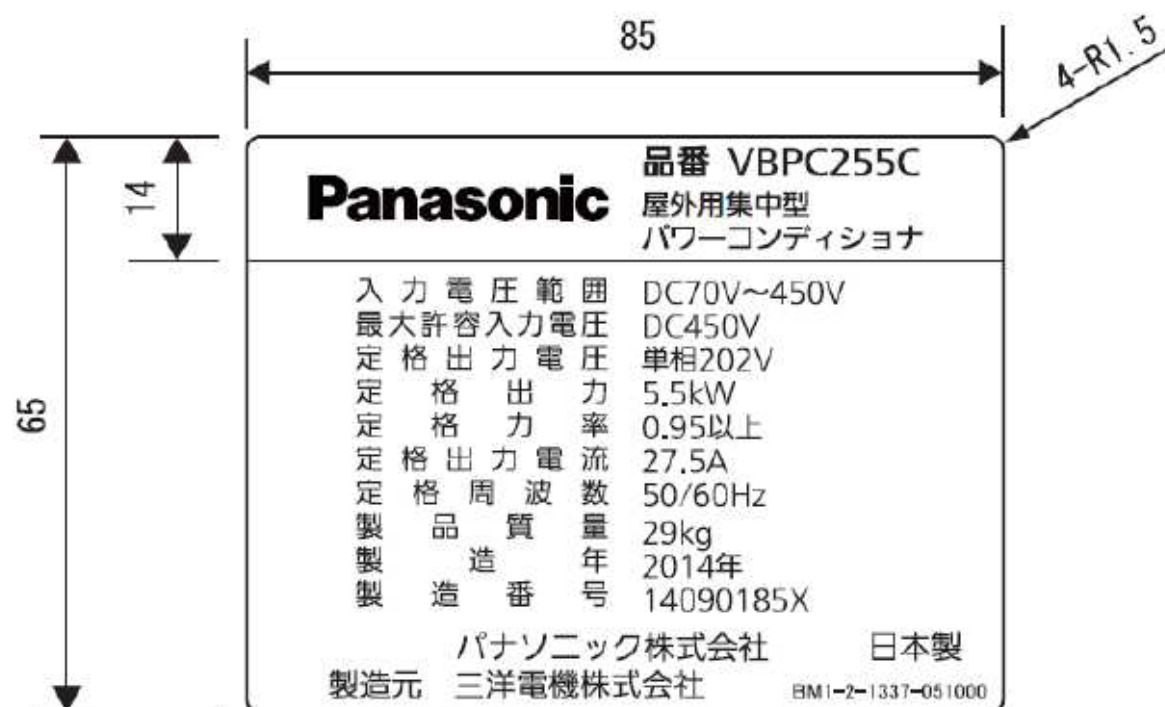 85
4-R1.5
14
65
Panasonic
品番 VBPC255C
屋外用集中型
パワーコンディショナ
入力電圧範囲 DC70V～450V
最大許容入力電圧 DC450V
定格出力電圧 単相202V
定格出力 5.5kW
定格力率 0.95以上
定格出力電流 27.5A
定格周波数 50/60Hz
製品質量 29kg
製造年 2014年
製造番号 14090185X
パナソニック株式会社 日本製
製造元 三洋電機株式会社 BM1-2-1337-051000